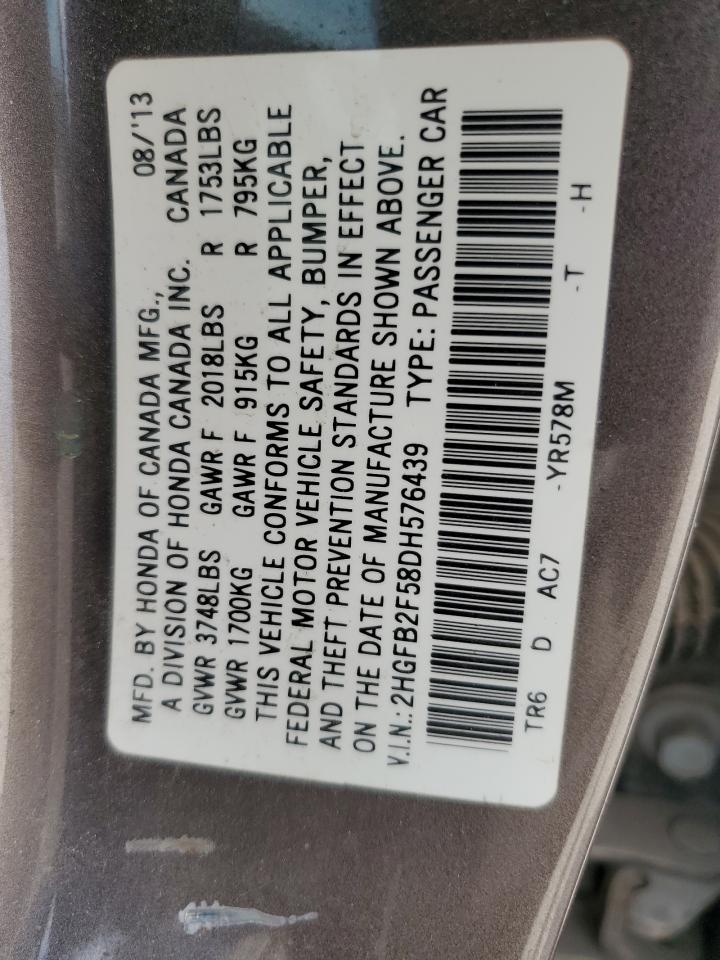 MFD. BY HONDA OF CANADA MFG., 08/'13
A DIVISION OF HONDA CANADA INC. CANADA
GVWR 3748LBS GAWR F 2018LBS R 1753LBS
GVWR 1700KG GAWR F 915KG R 795KG
THIS VEHICLE CONFORMS TO ALL APPLICABLE
FEDERAL MOTOR VEHICLE SAFETY, BUMPER,
AND THEFT PREVENTION STANDARDS IN EFFECT
ON THE DATE OF MANUFACTURE SHOWN ABOVE.
V.I.N.: 2HGFB2F58DH576439 TYPE: PASSENGER CAR
TR6 D AC7 -YR578M -T -H